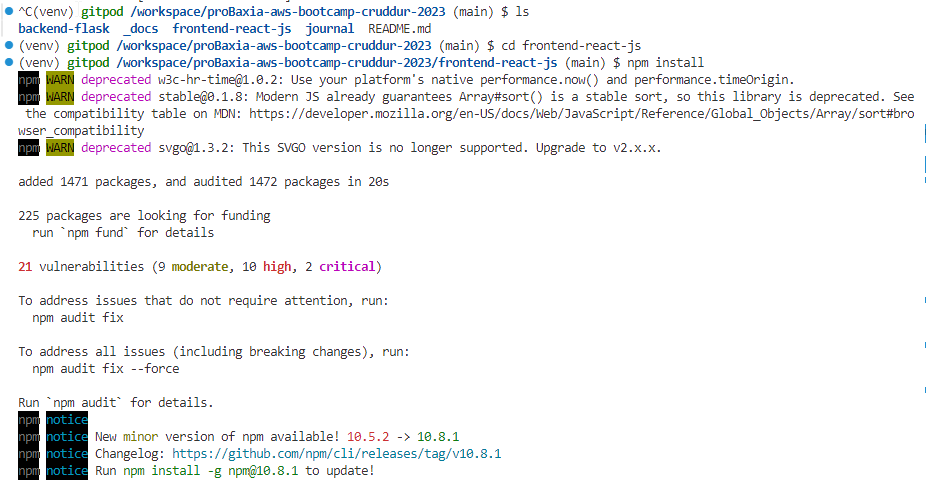 ^C(venv) gitpod /workspace/proBaxia-aws-bootcamp-cruddur-2023 (main) $ ls
backend-flask  _docs  frontend-react-js  journal  README.md
(venv) gitpod /workspace/proBaxia-aws-bootcamp-cruddur-2023 (main) $ cd frontend-react-js
(venv) gitpod /workspace/proBaxia-aws-bootcamp-cruddur-2023/frontend-react-js (main) $ npm install
npm WARN deprecated w3c-hr-time@1.0.2: Use your platform's native performance.now() and performance.timeOrigin.
npm WARN deprecated stable@0.1.8: Modern JS already guarantees Array#sort() is a stable sort, so this library is deprecated. See
 the compatibility table on MDN: https://developer.mozilla.org/en-US/docs/Web/JavaScript/Reference/Global_Objects/Array/sort#bro
wser_compatibility
npm WARN deprecated svgo@1.3.2: This SVGO version is no longer supported. Upgrade to v2.x.x.

added 1471 packages, and audited 1472 packages in 20s

225 packages are looking for funding
  run `npm fund` for details

21 vulnerabilities (9 moderate, 10 high, 2 critical)

To address issues that do not require attention, run:
  npm audit fix

To address all issues (including breaking changes), run:
  npm audit fix --force

Run `npm audit` for details.
npm notice
npm notice New minor version of npm available! 10.5.2 -> 10.8.1
npm notice Changelog: https://github.com/npm/cli/releases/tag/v10.8.1
npm notice Run npm install -g npm@10.8.1 to update!